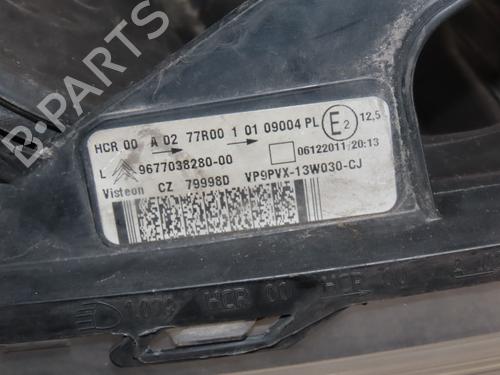 HCR 00 A 02 77R00 1 01 09004 PL E2 12,5
L 9677038280-00 06122011 / 20:13
Visteon CZ 79998D VP9PVX-13W030-CJ
HCR 00 HCR
B-Parts